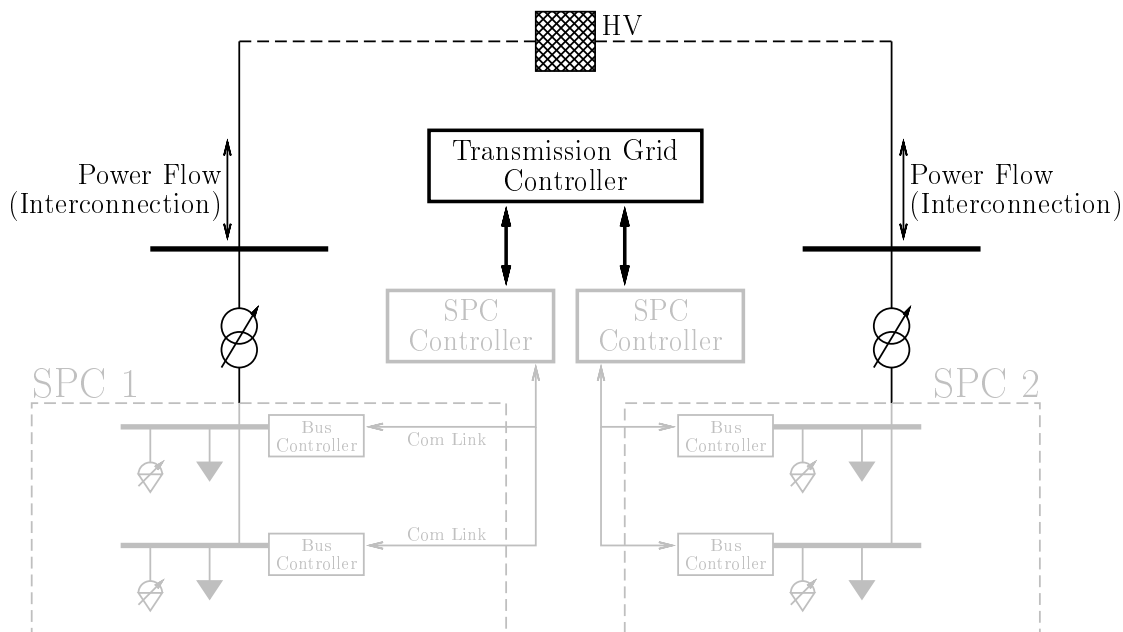 HV
Transmission Grid
Controller
Power Flow
(Interconnection)
Power Flow
(Interconnection)
SPC
Controller
SPC
Controller
SPC 1
SPC 2
Bus
Controller
Com Link
Bus
Controller
Bus
Controller
Com Link
Bus
Controller